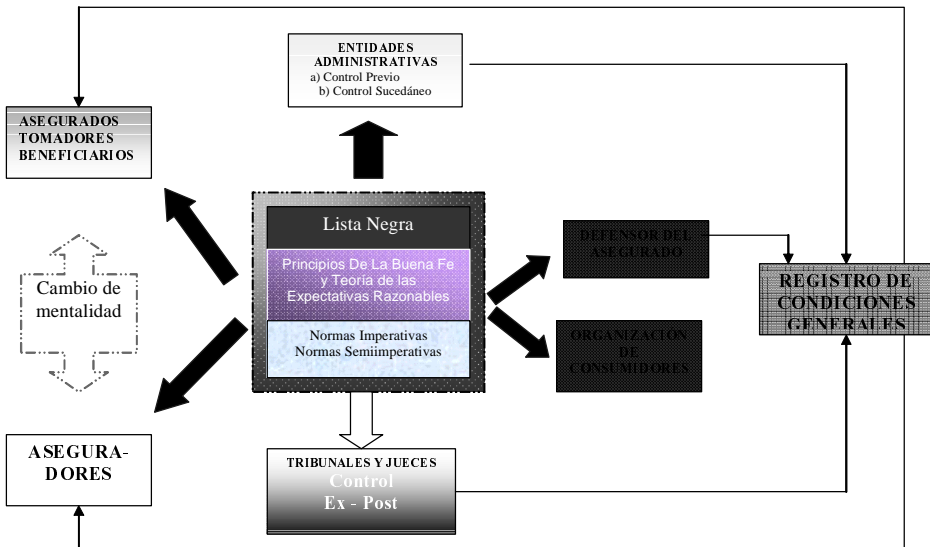 ENTIDADES
ADMINISTRATIVAS
a) Control Previo
b) Control Sucedáneo
ASEGURADOS
TOMADORES
BENEFICIARIOS
Lista Negra
Principios De La Buena Fe
y Teoría de las
Expectativas Razonables
Normas Imperativas
Normas Semiimperativas
DEFENSOR DEL
ASEGURADO
ORGANIZACIÓN
DE
CONSUMIDORES
REGISTRO DE
CONDICIONES
GENERALES
Cambio de
mentalidad
ASEGURA-
DORES
TRIBUNALES Y JUECES
Control
Ex - Post